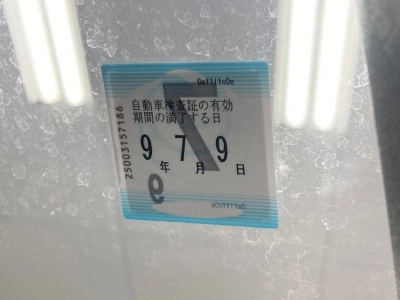 自動車検査証の有効
期間の満了する日
9 7 9
年 月 日
25003157186